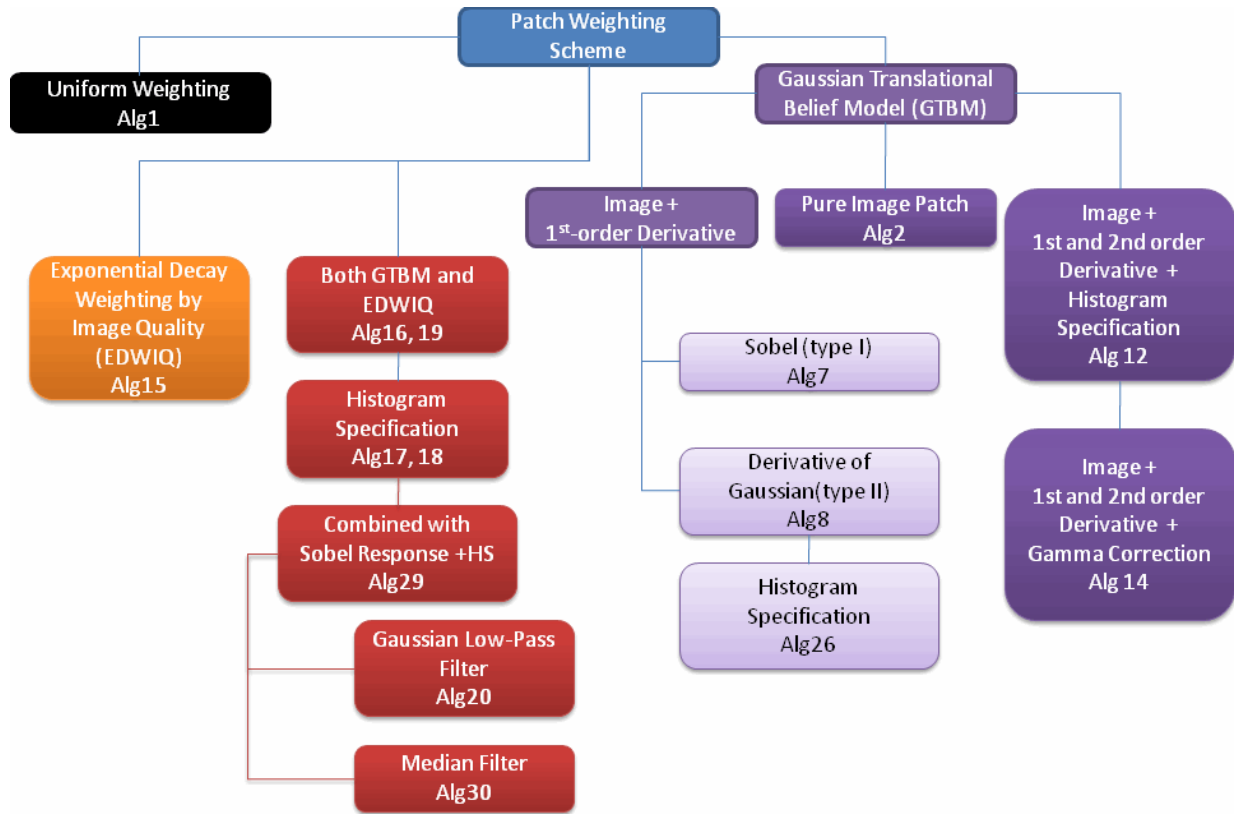 Patch Weighting
Scheme
Uniform Weighting
Alg1
Gaussian Translational
Belief Model (GTBM)
Image +
1st-order Derivative
Pure Image Patch
Alg2
Image +
1st and 2nd order
Derivative +
Histogram
Specification
Alg 12
Exponential Decay
Weighting by
Image Quality
(EDWIQ)
Alg15
Both GTBM and
EDWIQ
Alg16, 19
Sobel (type I)
Alg7
Histogram
Specification
Alg17, 18
Derivative of
Gaussian(type II)
Alg8
Image +
1st and 2nd order
Derivative +
Gamma Correction
Alg 14
Combined with
Sobel Response +HS
Alg29
Histogram
Specification
Alg26
Gaussian Low-Pass
Filter
Alg20
Median Filter
Alg30